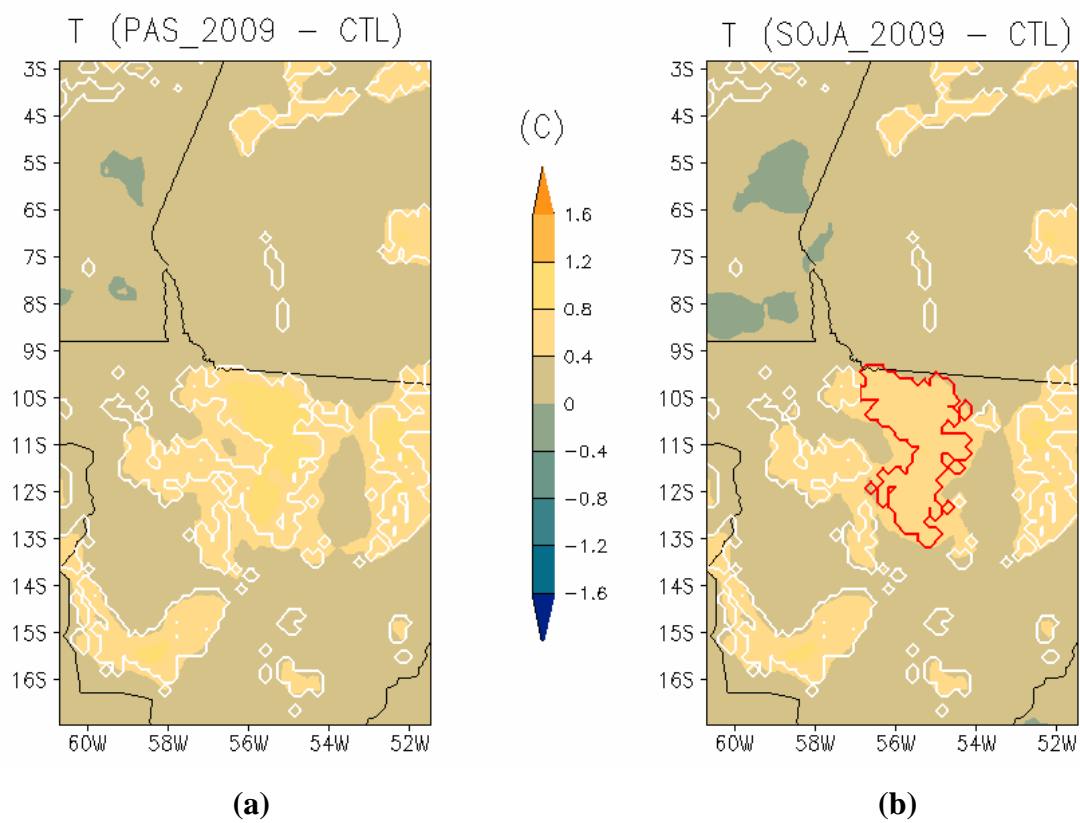 T (PAS_2009 – CTL)
T (SOJA_2009 – CTL)
3S
4S
5S
6S
7S
8S
9S
10S
11S
12S
13S
14S
15S
16S
60W 58W 56W 54W 52W
(C)
1.6
1.2
0.8
0.4
0
−0.4
−0.8
−1.2
−1.6
3S
4S
5S
6S
7S
8S
9S
10S
11S
12S
13S
14S
15S
16S
60W 58W 56W 54W 52W
(a)
(b)